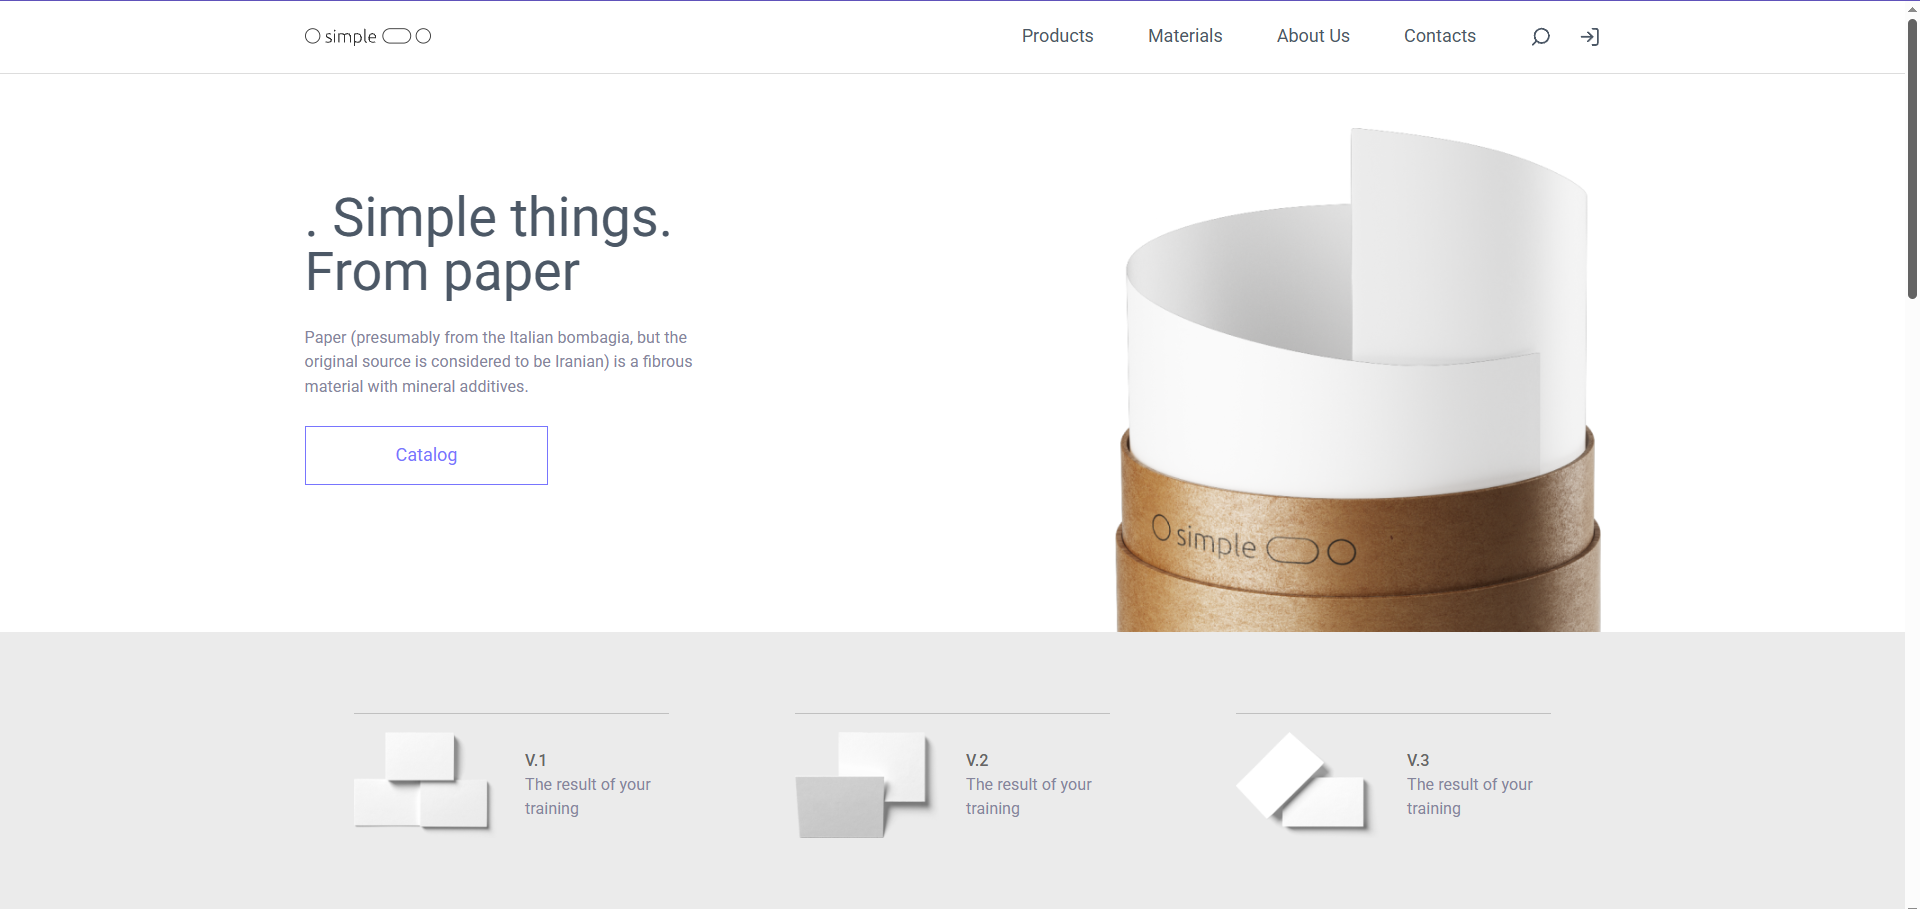 simple
Products
Materials
About Us
Contacts
. Simple things.
From paper
Paper (presumably from the Italian bombagia, but the
original source is considered to be Iranian) is a fibrous
material with mineral additives.
Catalog
simple
V.1
The result of your
training
V.2
The result of your
training
V.3
The result of your
training